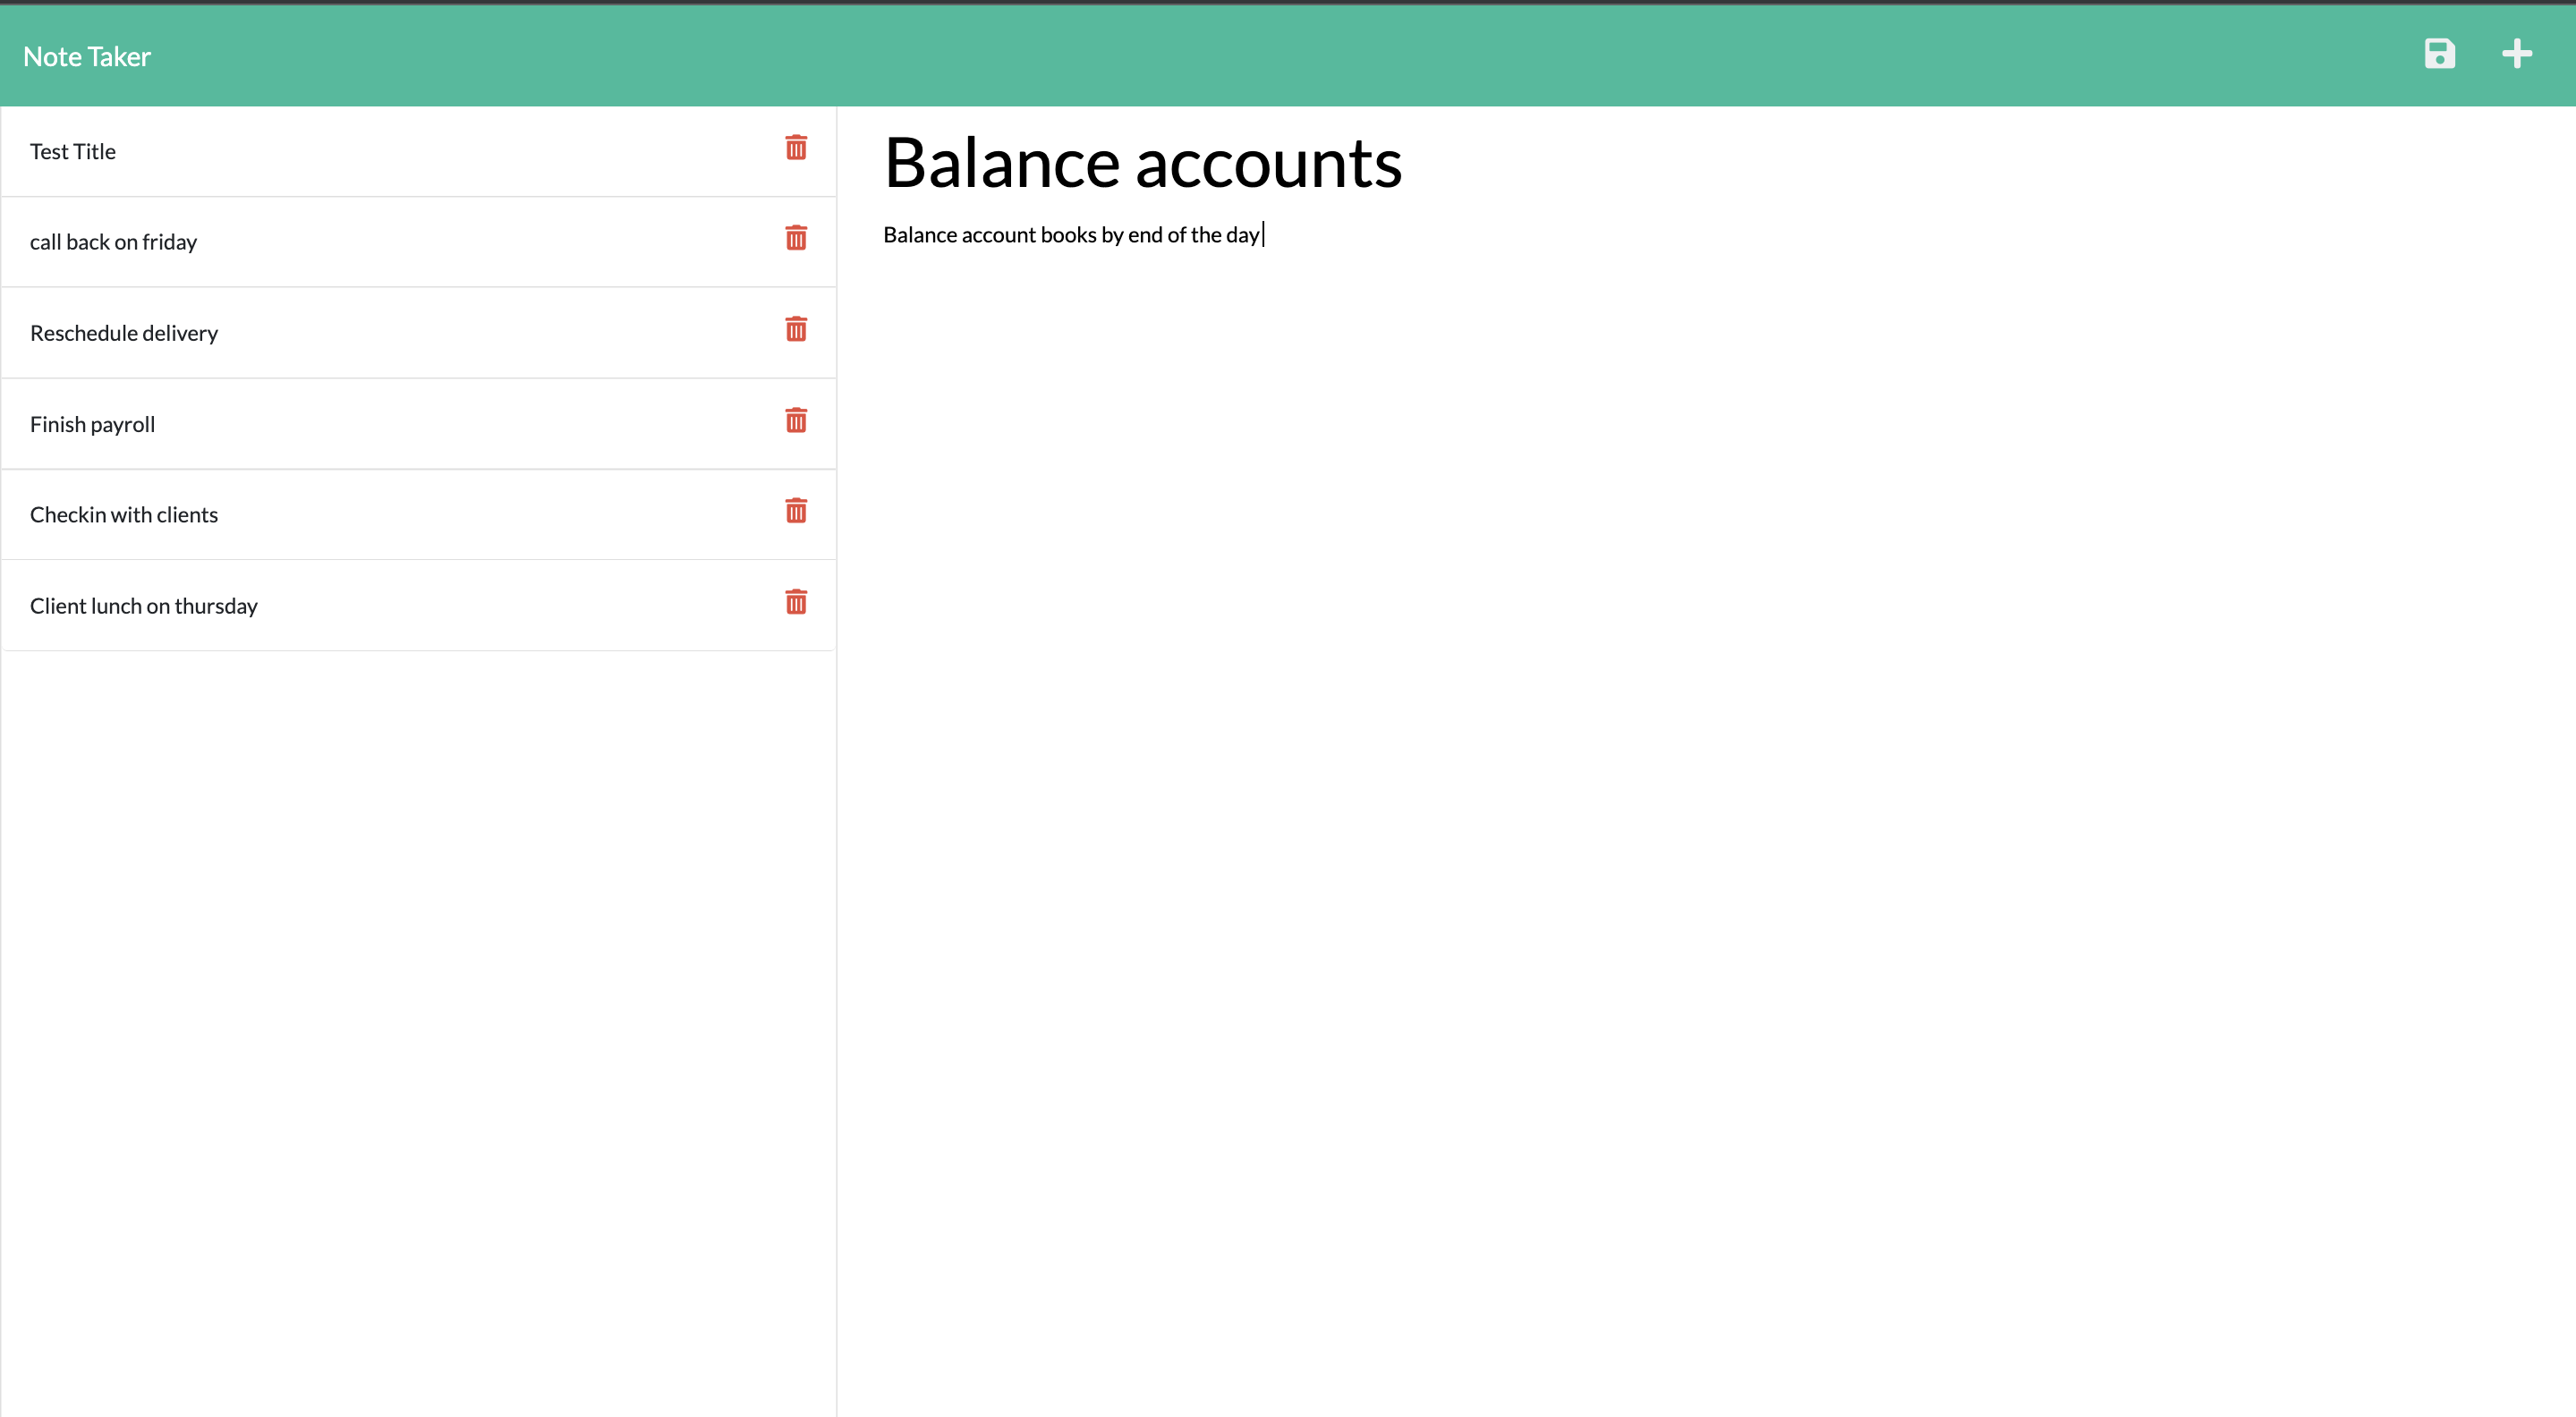 Note Taker
Test Title
call back on friday
Reschedule delivery
Finish payroll
Checkin with clients
Client lunch on thursday
Balance accounts
Balance account books by end of the day